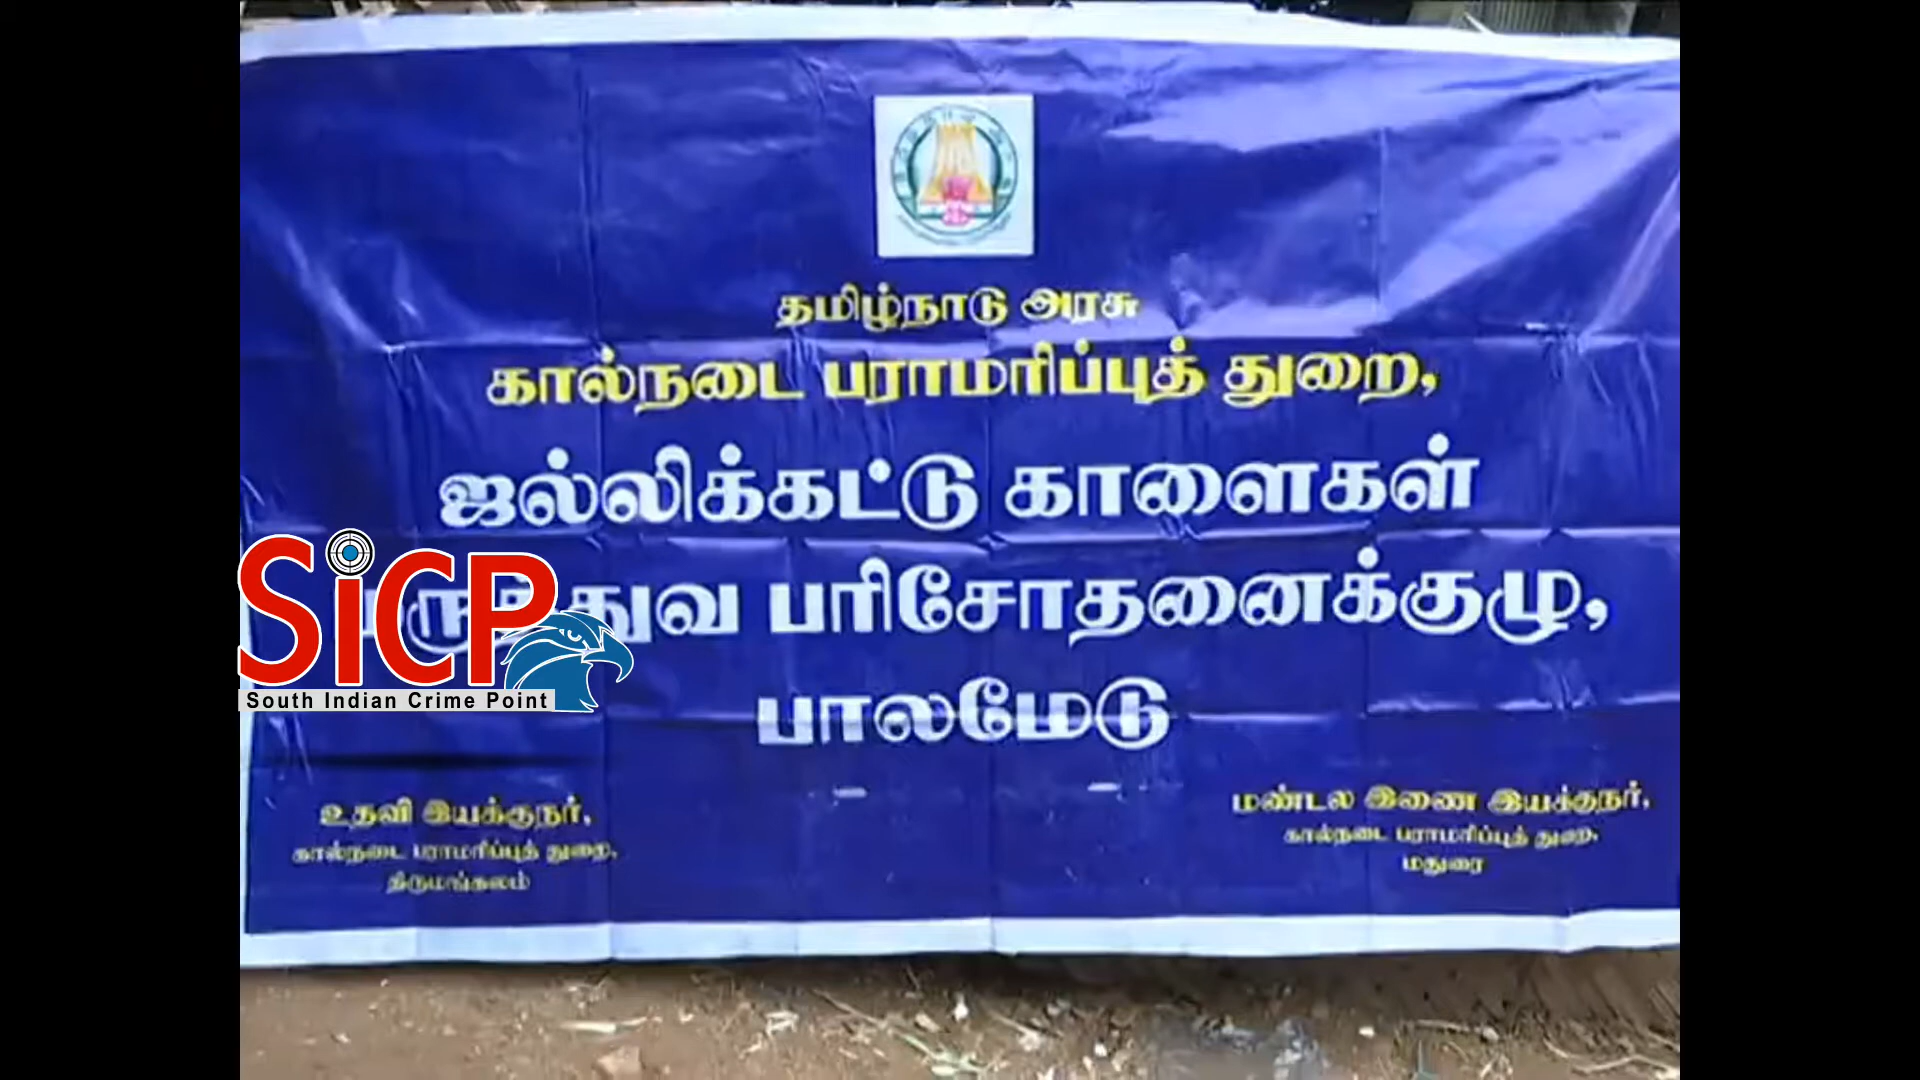 தமிழ்நாடு அரசு
கால்நடை பராமரிப்புத் துறை,
ஜல்லிக்கட்டு காளைகள்
பரிசோதனைக்குழு,
பாலமேடு
SiCP
South Indian Crime Point
உதவி இயக்குநர்,
கால்நடை பராமரிப்புத் துறை,
திருமங்கலம்
மண்டல இணை இயக்குநர்,
கால்நடை பராமரிப்புத் துறை,
மதுரை